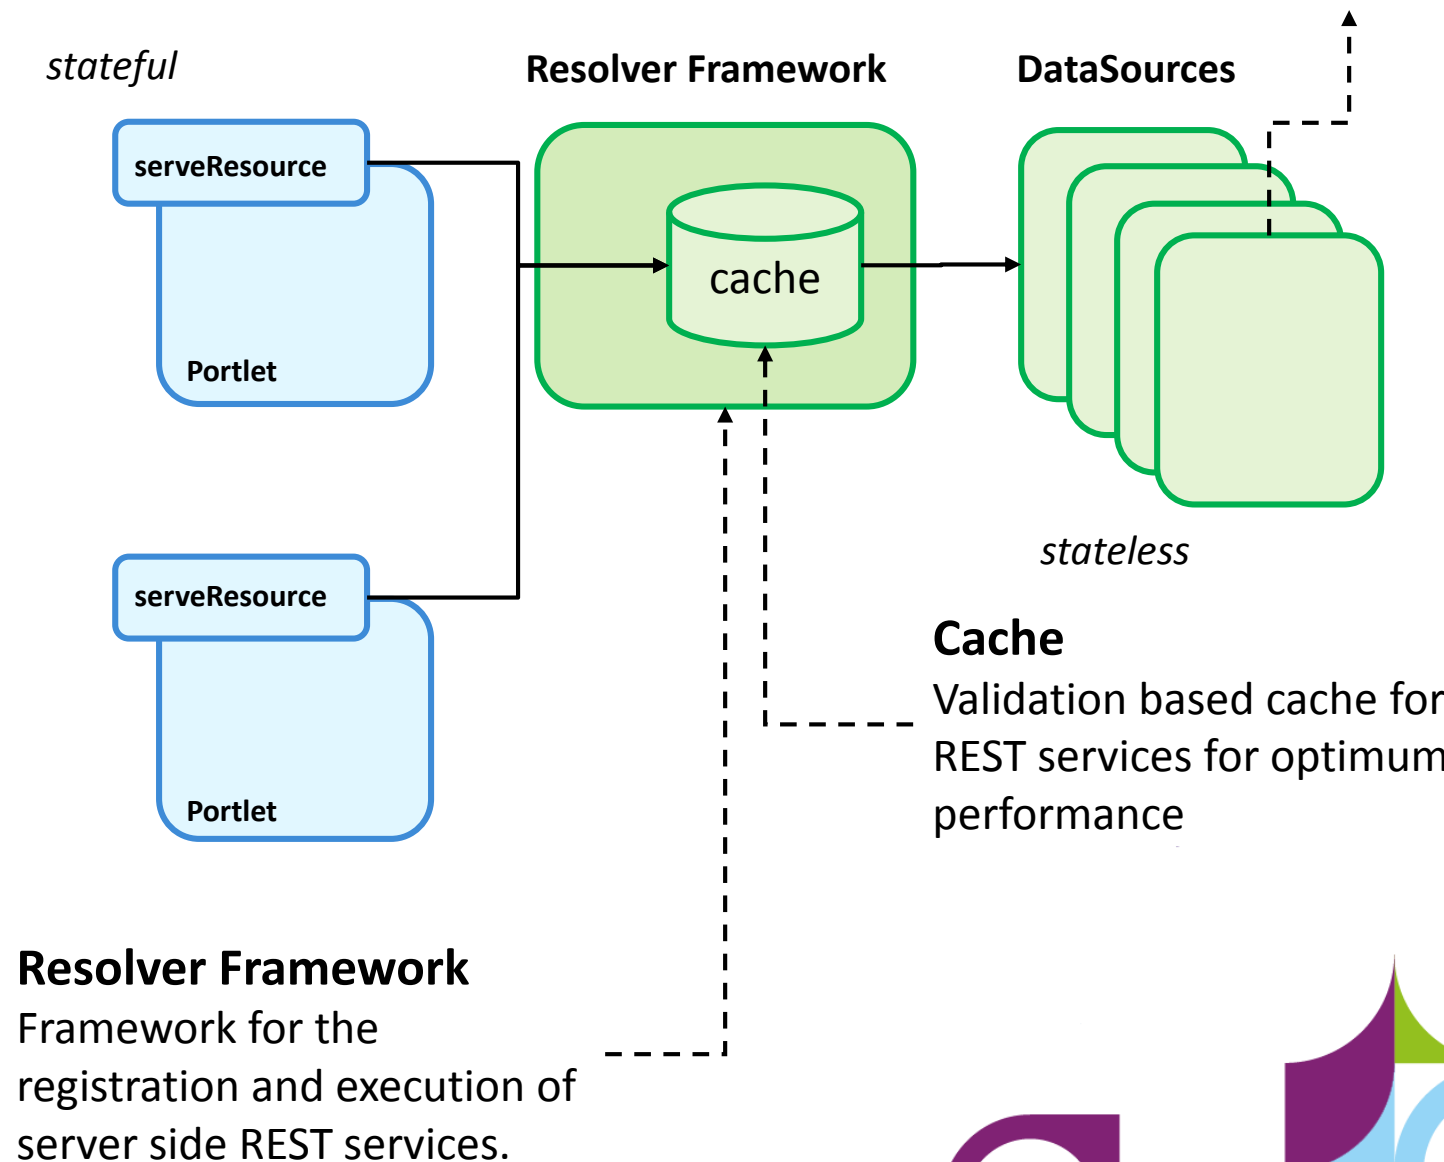 stateful
Resolver Framework
DataSources
serveResource
Portlet
cache
stateless
serveResource
Portlet
Cache
Validation based cache for
REST services for optimum
performance
Resolver Framework
Framework for the
registration and execution of
server side REST services.